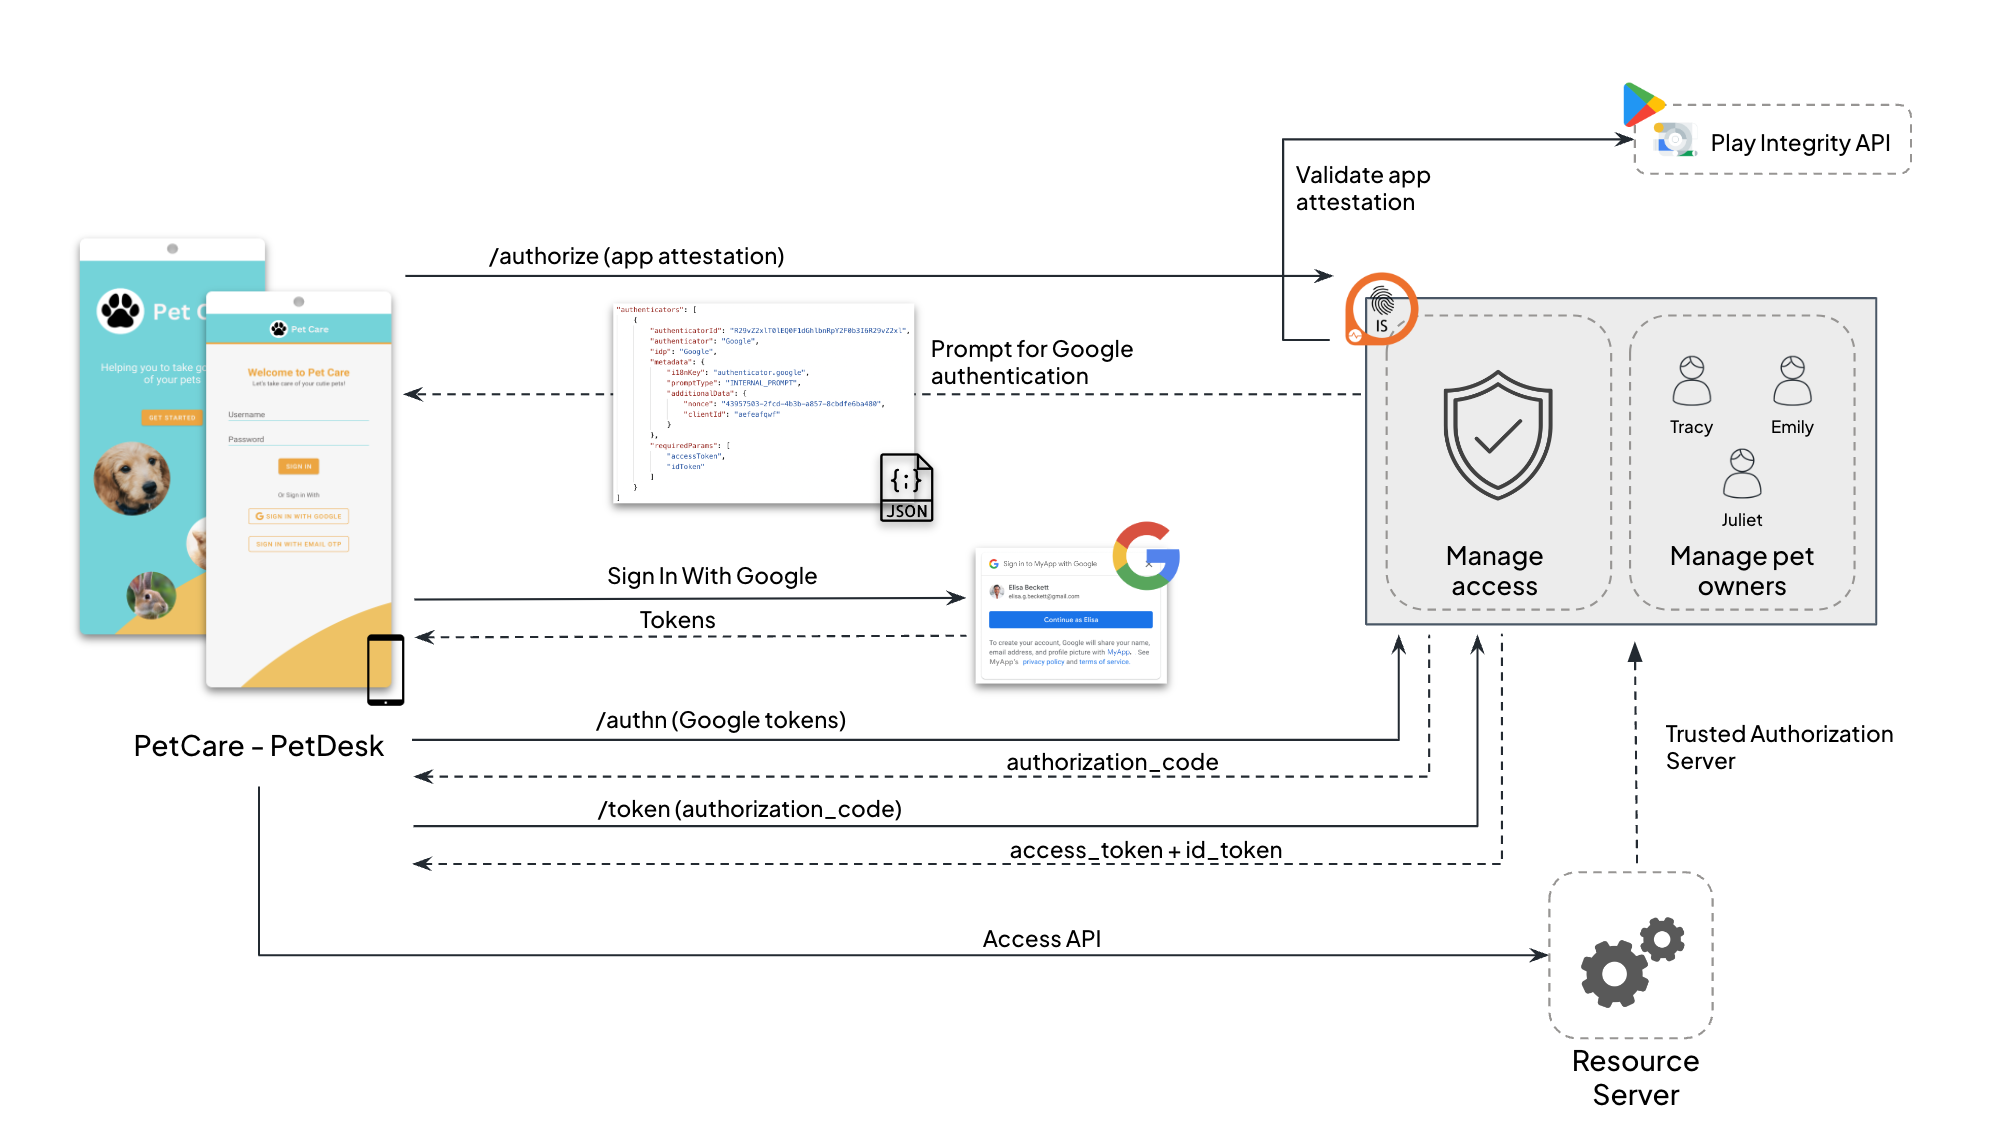 Play Integrity API
Validate app
attestation
/authorize (app attestation)
Pet C
Helping you to take go
of your pets
GET STARTED
Pet Care
Welcome to Pet Care
Let's take care of your cutie pets!
Username
Password
SIGN IN
Or Sign in With
SIGN IN WITH GOOGLE
SIGN IN WITH EMAIL OTP
PetCare - PetDesk
"authenticators": [
{
"authenticatorId": "R29vZ2xlT0lEQ0F1dGhlbnRpY2F0b3I6R29vZ2xl",
"authenticator": "Google",
"idp": "Google",
"metadata": {
"i18nKey": "authenticator.google",
"promptType": "INTERNAL_PROMPT",
"additionalData": {
"nonce": "43957503-2fcd-4b3b-a857-8cbdfe6ba480",
"clientId": "aefeafqwf"
}
},
"requiredParams": [
"accessToken",
"idToken"
]
}
]
{;}
JSON
Prompt for Google
authentication
IS
Tracy
Emily
Juliet
Manage
access
Manage pet
owners
Sign In With Google
Tokens
Sign in to MyApp with Google
Elisa Beckett
elisa.g.beckett@gmail.com
Continue as Elisa
To create your account, Google will share your name,
email address, and profile picture with MyApp. See
MyApp's privacy policy and terms of service.
/authn (Google tokens)
authorization_code
/token (authorization_code)
access_token + id_token
Trusted Authorization
Server
Access API
Resource
Server